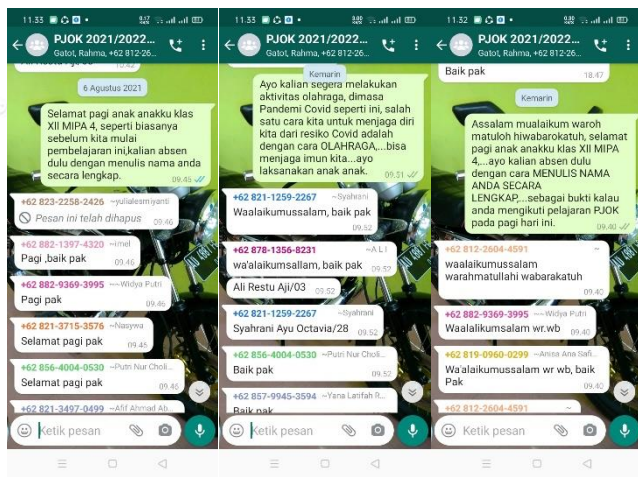 11.33
PJOK 2021/2022...
Gatot, Rahma, +62 812-26...
6 Agustus 2021
Selamat pagi anak anakku klas
XII MIPA 4, seperti biasanya
sebelum kita mulai
pembelajaran ini,kalian absen
dulu dengan menulis nama anda
secara lengkap.
09.45
+62 823-2258-2426 ~yulialesmiyanti
Pesan ini telah dihapus 09.46
+62 882-1397-4320 ~imel
Pagi ,baik pak 09.46
+62 882-9369-3995 ~~Widya Putri
Pagi pak 09.46
+62 821-3715-3576 ~Nasywa
Selamat pagi pak 09.46
+62 856-4004-0530 ~Putri Nur Choli...
Selamat pagi pak 09.46
+62 821-3497-0499 ~Afif Ahmad Ab...
Ketik pesan
11.33
PJOK 2021/2022...
Gatot, Rahma, +62 812-26...
Kemarin
Ayo kalian segera melakukan
aktivitas olahraga, dimasa
Pandemi Covid seperti ini, salah
satu cara kita untuk menjaga diri
kita dari resiko Covid adalah
dengan cara OLAHRAGA,...bisa
menjaga imun kita...ayo
laksanakan anak anak.
09.51
+62 821-1259-2267 ~Syahrani
Waalaikumussalam, baik pak
09.52
+62 878-1356-8231 ~A L I
wa'alaikumsallam, baik pak 09.52
Ali Restu Aji/03 09.52
+62 821-1259-2267 ~Syahrani
Syahrani Ayu Octavia/28 09.52
+62 856-4004-0530 ~Putri Nur Choli...
Baik pak 09.52
+62 857-9945-3594 ~Yana Latifah R...
Baik pak
Ketik pesan
11.32
PJOK 2021/2022...
Gatot, Rahma, +62 812-26...
Baik pak 18.47
Kemarin
Assalam mualaikum waroh
matuloh hiwabarokatuh, selamat
pagi anak anakku klas XII MIPA
4,...ayo kalian absen dulu
dengan cara MENULIS NAMA
ANDA SECARA
LENGKAP,...sebagai bukti kalau
anda mengikuti pelajaran PJOK
pada pagi hari ini. 09.40
+62 812-2604-4591 ~
waalaikumussalam
warahmatullahi wabarakatuh
09.40
+62 882-9369-3995 ~~Widya Putri
Waalalikumsalam wr.wb 09.40
+62 819-0960-0299 ~Anisa Ana Safi...
Wa'alaikumussalam wr wb, baik
Pak 09.40
+62 812-2604-4591 ~
Ketik pesan